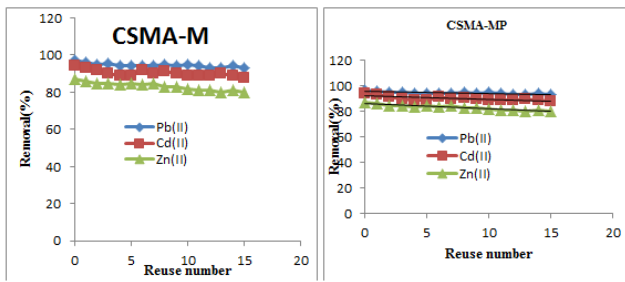 CSMA-M
Removal(%)
120
100
80
60
40
20
0
Pb(II)
Cd(II)
Zn(II)
0 5 10 15 20
Reuse number
CSMA-MP
Removal(%)
120
100
80
60
40
20
0
Pb(II)
Cd(II)
Zn(II)
0 5 10 15 20
Reuse number